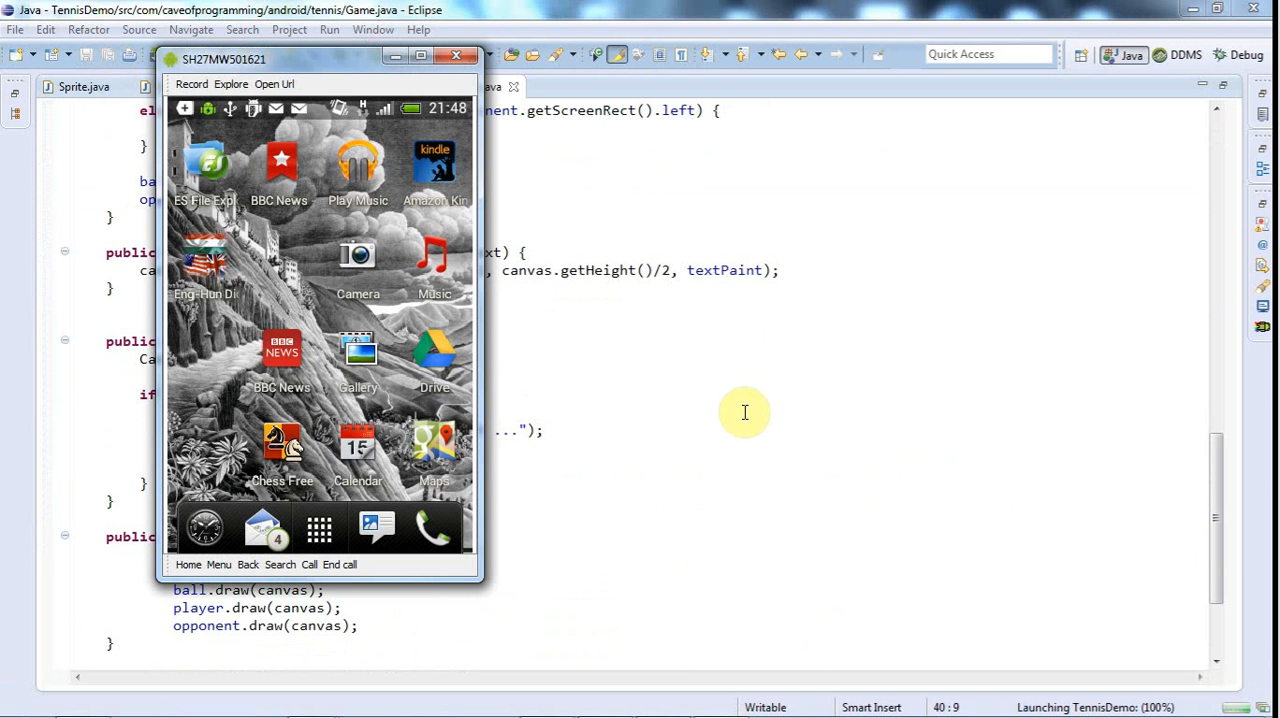 Java - TennisDemo/src/com/caveofprogramming/android/tennis/Game.java - Eclipse
File Edit Refactor Source Navigate Search Project Run Window Help
Quick Access
Java DDMS Debug
SH27MW501621
Record Explore Open Url
Sprite.java
21:48
ES File Expl BBC News Play Music Amazon Kin
kindle
Eng-Hun Di Camera Music
BBC NEWS
BBC News Gallery Drive
15
Chess Free Calendar Maps
4
Home Menu Back Search Call End call
el nent.getScreenRect().left) {
}
ba
op
}
public xt) {
ca , canvas.getHeight()/2, textPaint);
}
public
Ca
if
...");
}
}
public
ball.draw(canvas);
player.draw(canvas);
opponent.draw(canvas);
}
Writable Smart Insert 40 : 9 Launching TennisDemo: (100%)